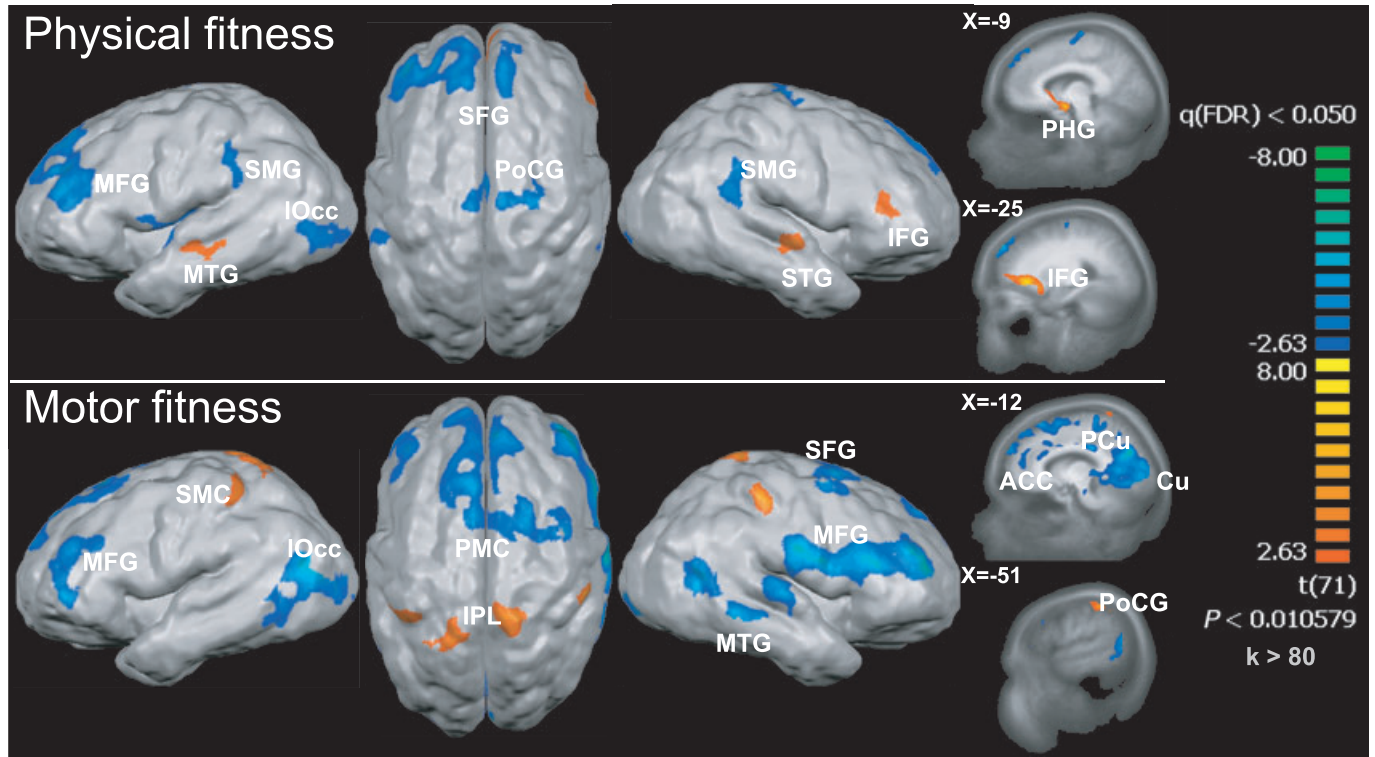 Physical fitness
X=-9
q(FDR) < 0.050
SFG
PHG
-8.00
MFG
SMG
PoCG
SMG
lOcc
X=-25
IFG
MTG
STG
IFG
-2.63
8.00
Motor fitness
X=-12
SFG
PCu
SMC
ACC
Cu
MFG
lOcc
PMC
MFG
2.63
X=-51
t(71)
PoCG
IPL
P < 0.010579
MTG
k > 80